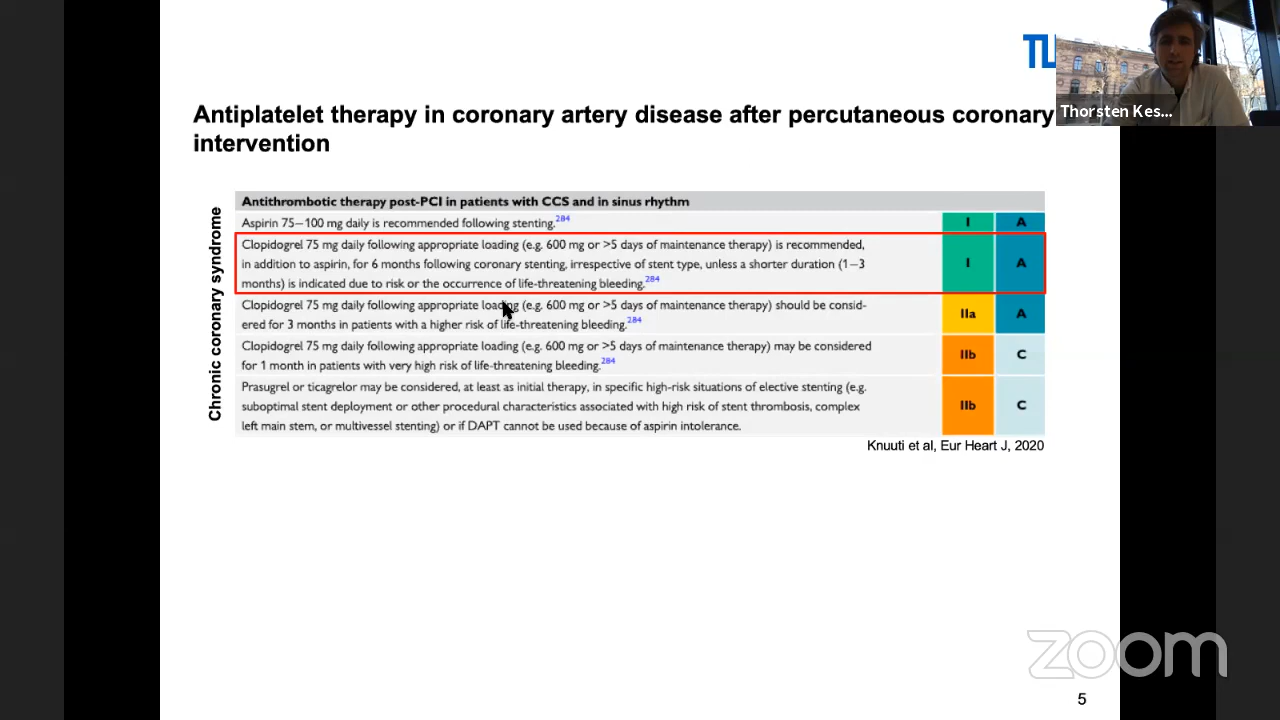 TU
Thorsten Kes...
Antiplatelet therapy in coronary artery disease after percutaneous coronary
intervention
Chronic coronary syndrome
Antithrombotic therapy post-PCI in patients with CCS and in sinus rhythm
Aspirin 75–100 mg daily is recommended following stenting.284 I A
Clopidogrel 75 mg daily following appropriate loading (e.g. 600 mg or >5 days of maintenance therapy) is recommended,
in addition to aspirin, for 6 months following coronary stenting, irrespective of stent type, unless a shorter duration (1–3 I A
months) is indicated due to risk or the occurrence of life-threatening bleeding.284
Clopidogrel 75 mg daily following appropriate loading (e.g. 600 mg or >5 days of maintenance therapy) should be consid-
ered for 3 months in patients with a higher risk of life-threatening bleeding.284 IIa A
Clopidogrel 75 mg daily following appropriate loading (e.g. 600 mg or >5 days of maintenance therapy) may be considered
for 1 month in patients with very high risk of life-threatening bleeding.284 IIb C
Prasugrel or ticagrelor may be considered, at least as initial therapy, in specific high-risk situations of elective stenting (e.g.
suboptimal stent deployment or other procedural characteristics associated with high risk of stent thrombosis, complex IIb C
left main stem, or multivessel stenting) or if DAPT cannot be used because of aspirin intolerance.
Knuuti et al, Eur Heart J, 2020
zoom
5